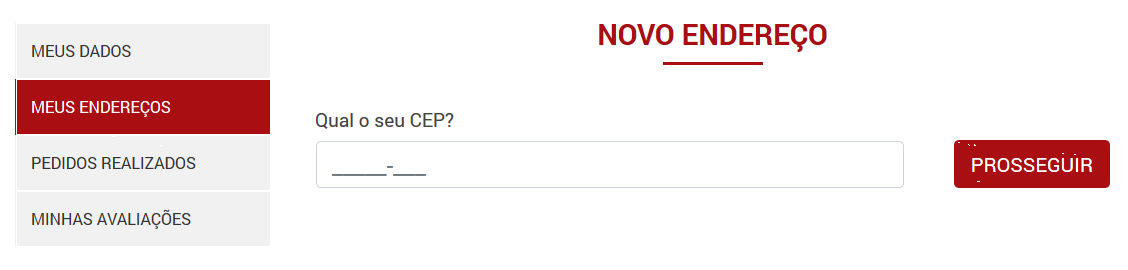 MEUS DADOS
MEUS ENDEREÇOS
PEDIDOS REALIZADOS
MINHAS AVALIAÇÕES
NOVO ENDEREÇO
Qual o seu CEP?
_____-___
PROSSEGUIR